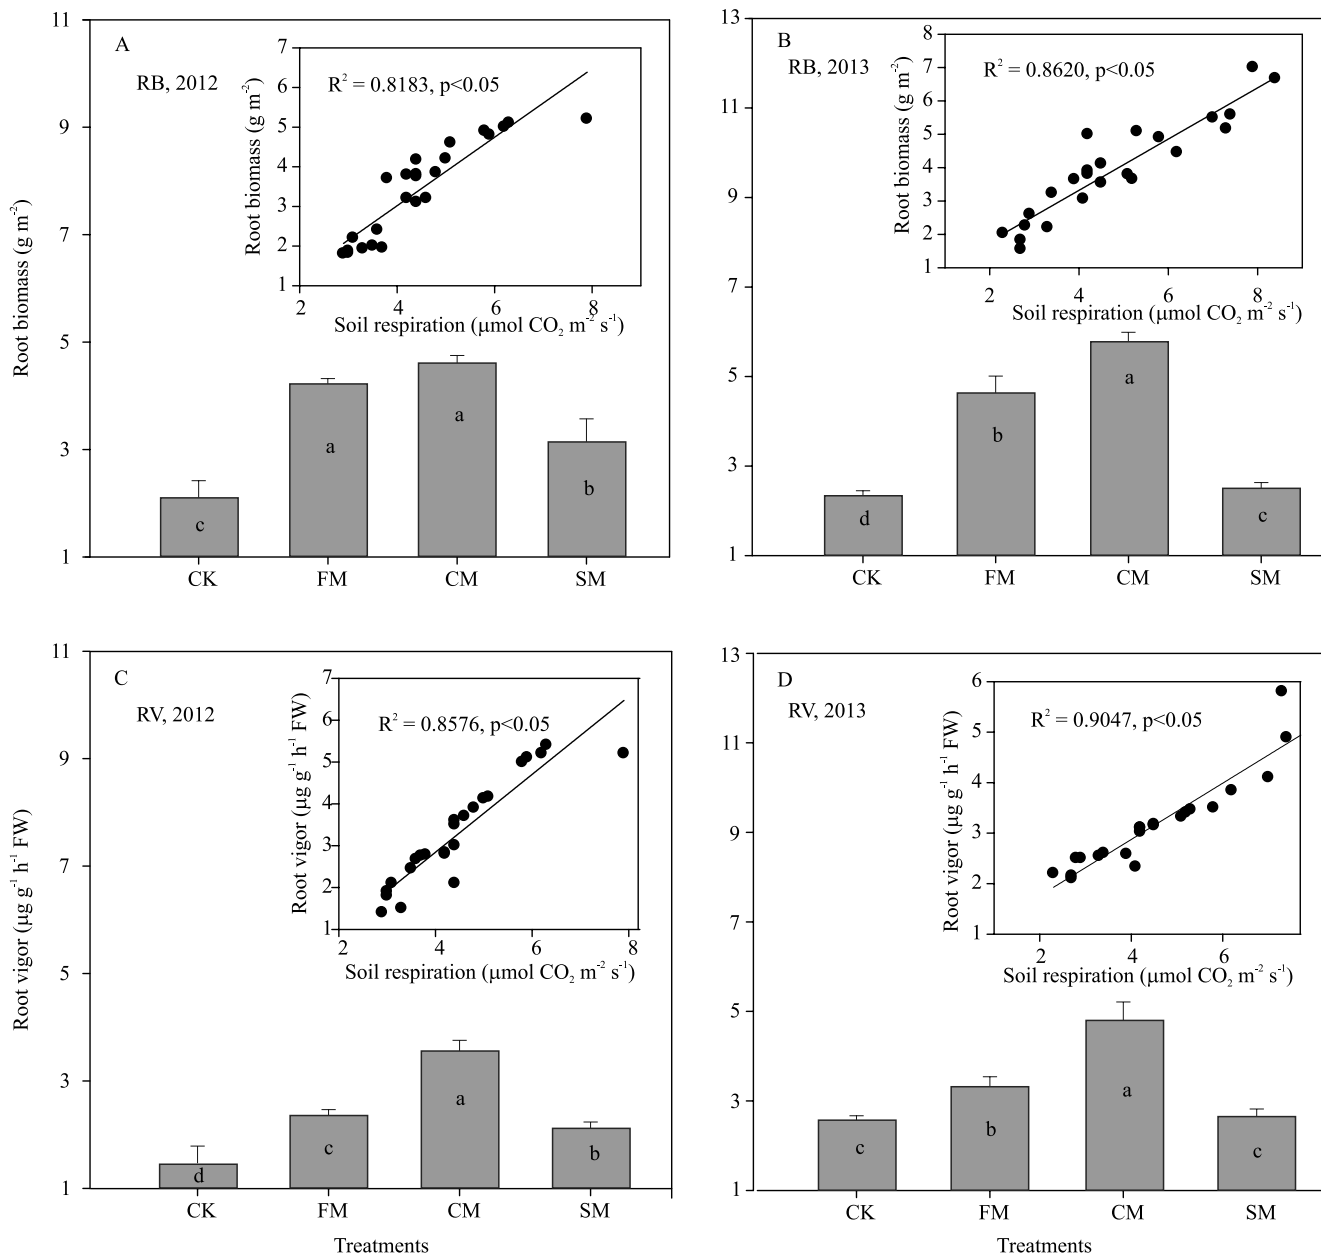 A
RB, 2012
R² = 0.8183, p<0.05
Root biomass (g m⁻²)
7
6
5
4
3
2
1
2
4
6
8
Soil respiration (μmol CO₂ m⁻² s⁻¹)
Root biomass (g m⁻²)
11
9
7
5
3
1
c
a
a
b
CK
FM
CM
SM
B
RB, 2013
R² = 0.8620, p<0.05
Root biomass (g m⁻²)
8
7
6
5
4
3
2
1
2
4
6
8
Soil respiration (μmol CO₂ m⁻² s⁻¹)
13
11
9
7
5
3
1
d
b
a
c
CK
FM
CM
SM
C
RV, 2012
R² = 0.8576, p<0.05
Root vigor (μg g⁻¹ h⁻¹ FW)
7
6
5
4
3
2
1
2
4
6
8
Soil respiration (μmol CO₂ m⁻² s⁻¹)
Root vigor (μg g⁻¹ h⁻¹ FW)
11
9
7
5
3
1
d
c
a
b
CK
FM
CM
SM
Treatments
D
RV, 2013
R² = 0.9047, p<0.05
Root vigor (μg g⁻¹ h⁻¹ FW)
6
5
4
3
2
1
2
4
6
Soil respiration (μmol CO₂ m⁻² s⁻¹)
13
11
9
7
5
3
1
c
b
a
c
CK
FM
CM
SM
Treatments